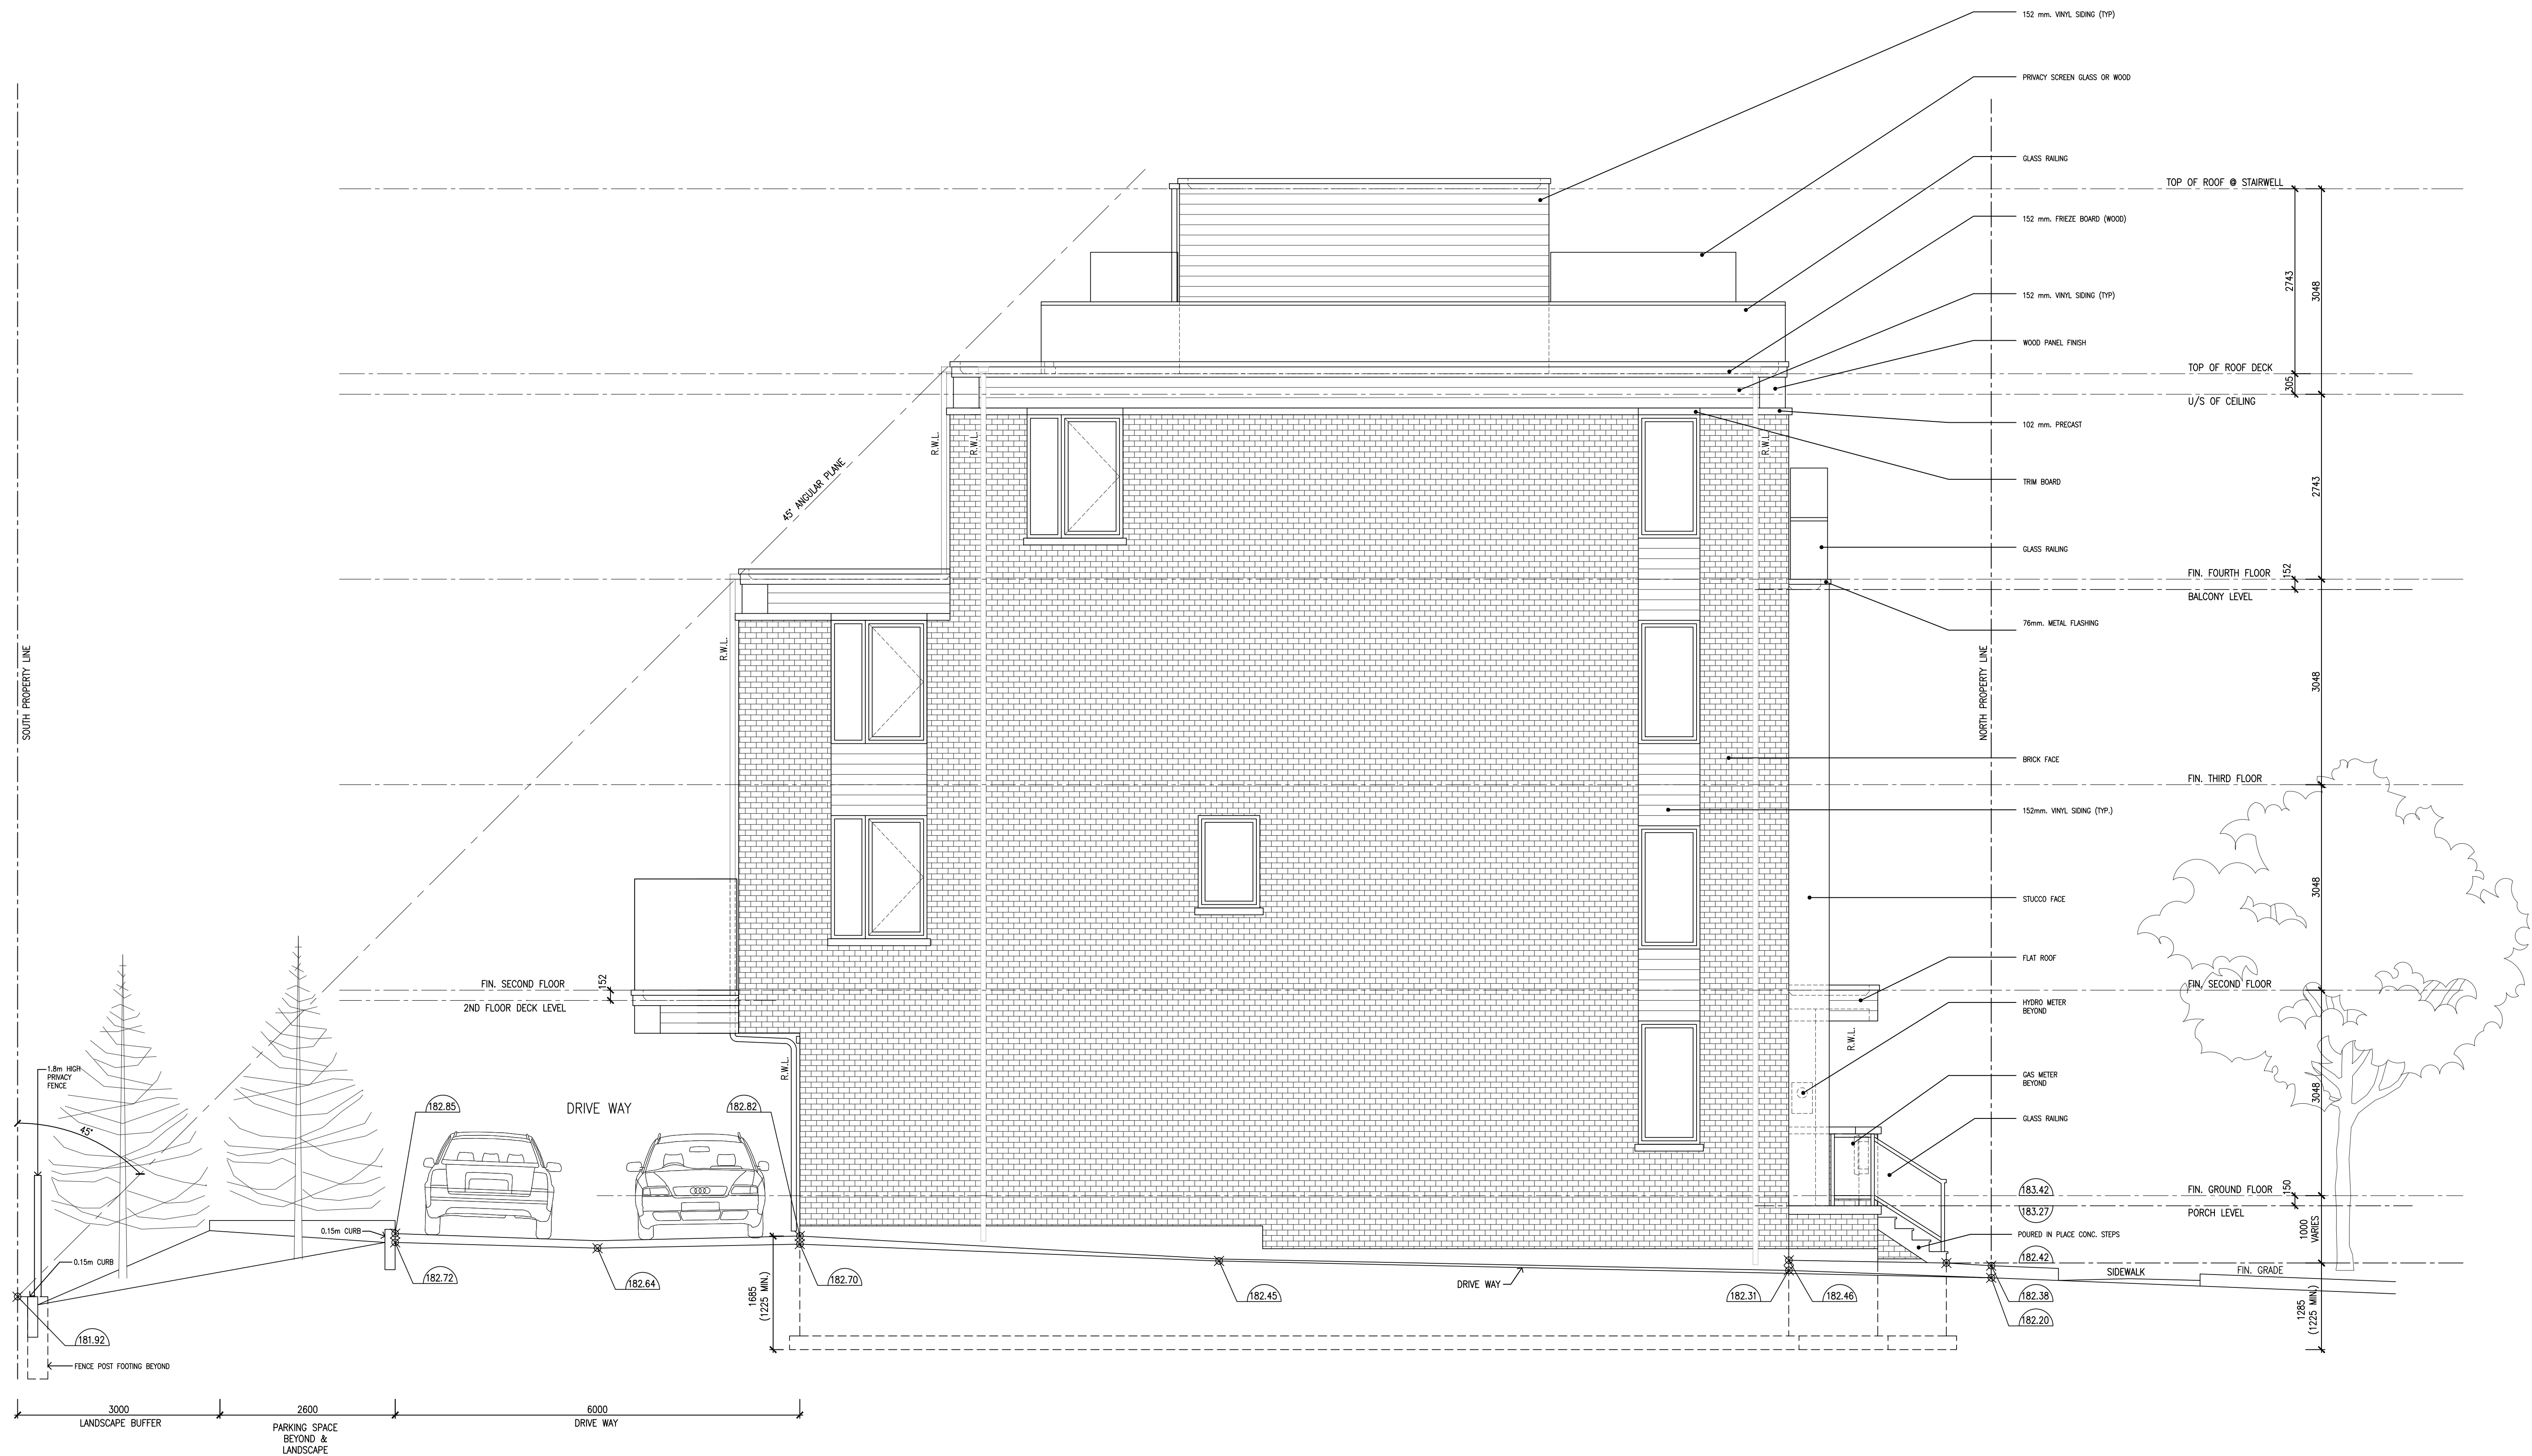 152 mm. VINYL SIDING (TYP)
PRIVACY SCREEN GLASS OR WOOD
GLASS RAILING
TOP OF ROOF @ STAIRWELL
152 mm. FRIEZE BOARD (WOOD)
2743
3048
152 mm. VINYL SIDING (TYP)
WOOD PANEL FINISH
TOP OF ROOF DECK
305
U/S OF CEILING
102 mm. PRECAST
R.W.L.
R.W.L.
R.W.L.
45° ANGULAR PLANE
TRIM BOARD
2743
GLASS RAILING
FIN. FOURTH FLOOR
152
BALCONY LEVEL
76mm. METAL FLASHING
R.W.L.
SOUTH PROPERTY LINE
NORTH PROPERTY LINE
3048
BRICK FACE
FIN. THIRD FLOOR
152mm. VINYL SIDING (TYP.)
STUCCO FACE
3048
FLAT ROOF
FIN. SECOND FLOOR
152
2ND FLOOR DECK LEVEL
FIN. SECOND FLOOR
HYDRO METER
BEYOND
R.W.L.
R.W.L.
1.8m HIGH
PRIVACY
FENCE
GAS METER
BEYOND
3048
182.85
DRIVE WAY
182.82
GLASS RAILING
45°
183.42
FIN. GROUND FLOOR
150
183.27
PORCH LEVEL
0.15m CURB
1000
VARIES
POURED IN PLACE CONC. STEPS
0.15m CURB
182.42
182.72
182.64
182.70
182.45
DRIVE WAY
SIDEWALK
FIN. GRADE
182.31
182.46
182.38
182.20
1685
(1225 MIN.)
1285
(1225 MIN.)
181.92
FENCE POST FOOTING BEYOND
3000
LANDSCAPE BUFFER
2600
PARKING SPACE
BEYOND &
LANDSCAPE
6000
DRIVE WAY